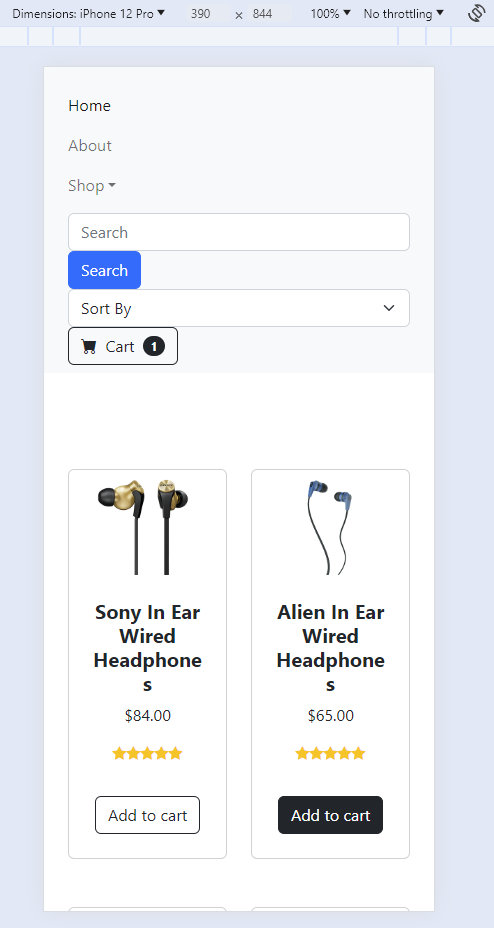 Dimensions: iPhone 12 Pro 390 × 844 100% No throttling
Home
About
Shop
Search
Search
Sort By
Cart 1
Sony In Ear
Wired
Headphone
s
$84.00
Add to cart
Alien In Ear
Wired
Headphone
s
$65.00
Add to cart